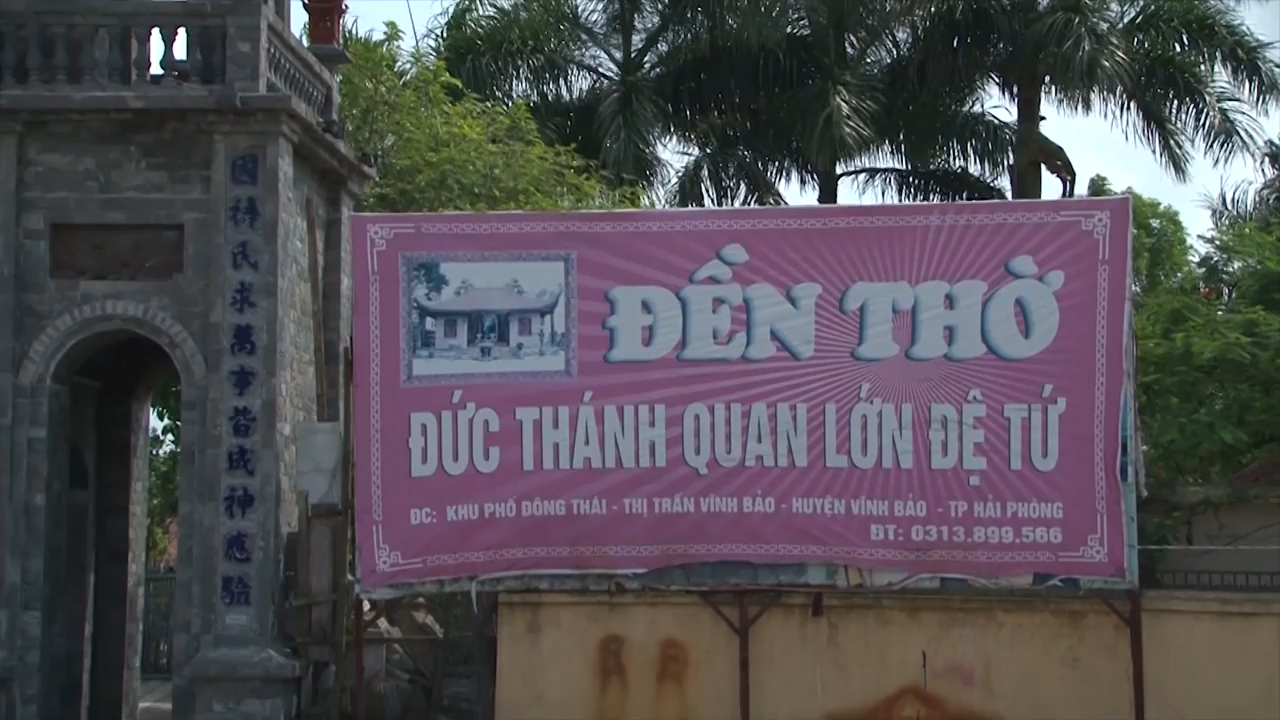 國禱民求萬事皆成神應驗
ĐỀN THỜ
ĐỨC THÁNH QUAN LỚN ĐỆ TỨ
ĐC: KHU PHỐ ĐÔNG THÁI - THỊ TRẤN VĨNH BẢO - HUYỆN VĨNH BẢO - TP HẢI PHÒNG
ĐT: 0313.899.566